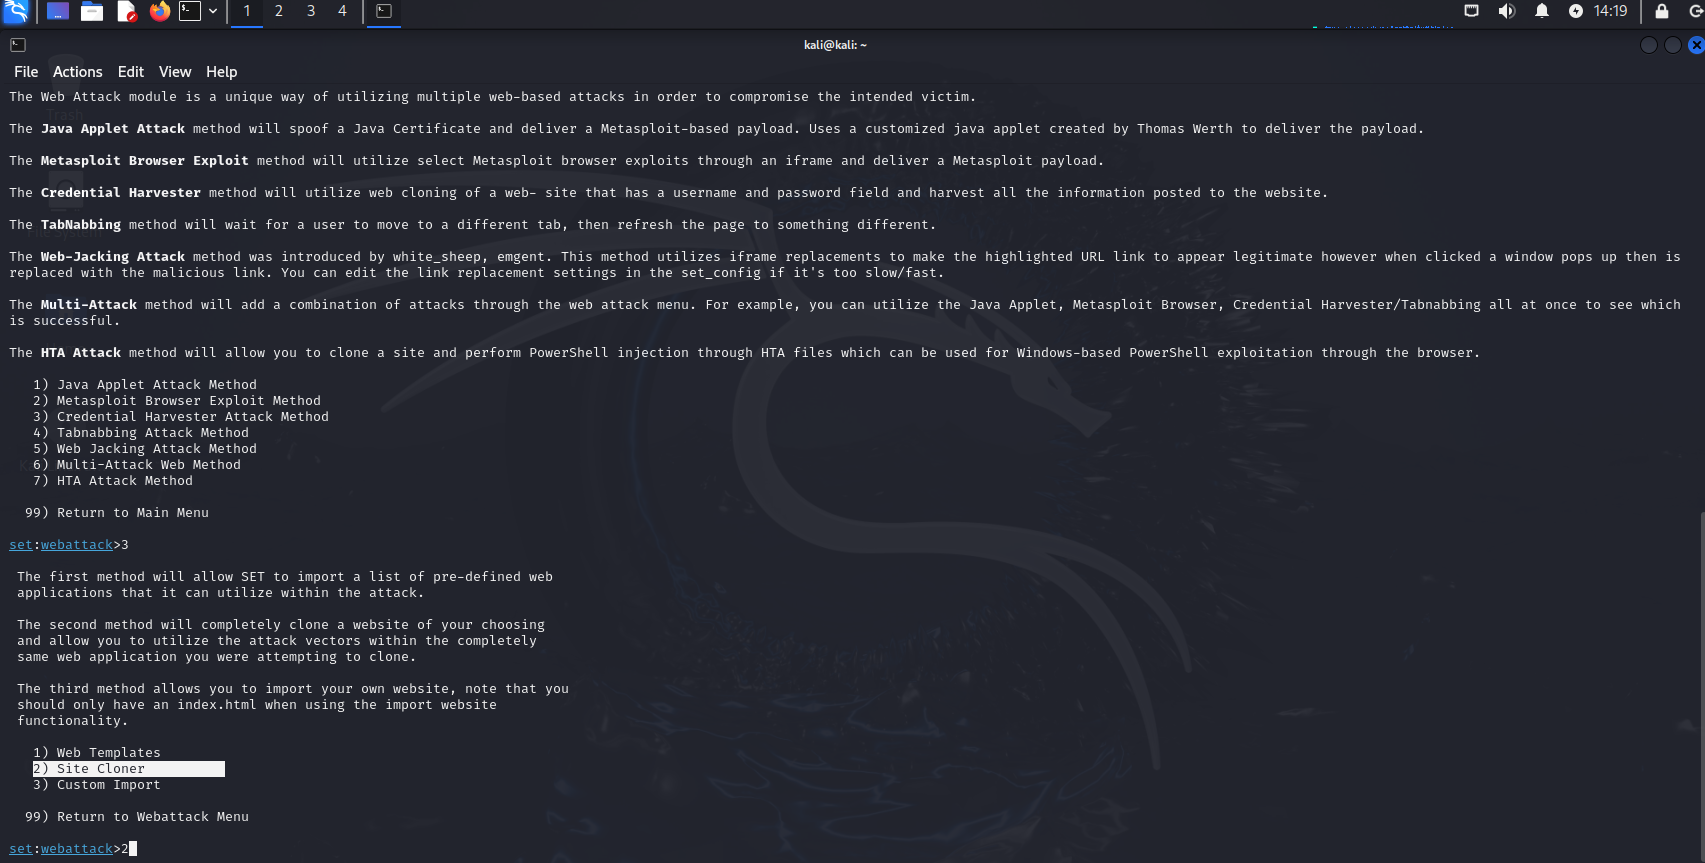 1 2 3 4 14:19
kali@kali: ~
File Actions Edit View Help
The Web Attack module is a unique way of utilizing multiple web-based attacks in order to compromise the intended victim.
The Java Applet Attack method will spoof a Java Certificate and deliver a Metasploit-based payload. Uses a customized java applet created by Thomas Werth to deliver the payload.
The Metasploit Browser Exploit method will utilize select Metasploit browser exploits through an iframe and deliver a Metasploit payload.
The Credential Harvester method will utilize web cloning of a web- site that has a username and password field and harvest all the information posted to the website.
The TabNabbing method will wait for a user to move to a different tab, then refresh the page to something different.
The Web-Jacking Attack method was introduced by white_sheep, emgent. This method utilizes iframe replacements to make the highlighted URL link to appear legitimate however when clicked a window pops up then is
replaced with the malicious link. You can edit the link replacement settings in the set_config if it's too slow/fast.
The Multi-Attack method will add a combination of attacks through the web attack menu. For example, you can utilize the Java Applet, Metasploit Browser, Credential Harvester/Tabnabbing all at once to see which
is successful.
The HTA Attack method will allow you to clone a site and perform PowerShell injection through HTA files which can be used for Windows-based PowerShell exploitation through the browser.
1) Java Applet Attack Method
2) Metasploit Browser Exploit Method
3) Credential Harvester Attack Method
4) Tabnabbing Attack Method
5) Web Jacking Attack Method
6) Multi-Attack Web Method
7) HTA Attack Method
99) Return to Main Menu
set:webattack>3
The first method will allow SET to import a list of pre-defined web
applications that it can utilize within the attack.
The second method will completely clone a website of your choosing
and allow you to utilize the attack vectors within the completely
same web application you were attempting to clone.
The third method allows you to import your own website, note that you
should only have an index.html when using the import website
functionality.
1) Web Templates
2) Site Cloner
3) Custom Import
99) Return to Webattack Menu
set:webattack>2